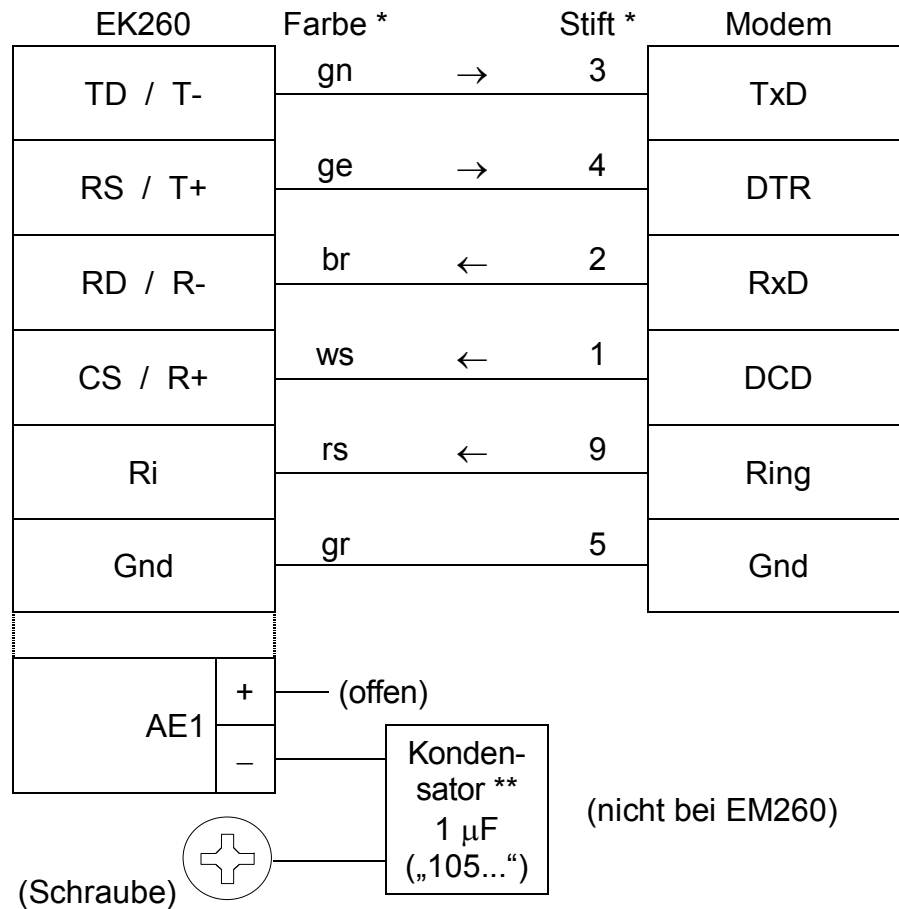 EK260 Farbe * Stift * Modem
TD / T- gn → 3 TxD
RS / T+ ge → 4 DTR
RD / R- br ← 2 RxD
CS / R+ ws ← 1 DCD
Ri rs ← 9 Ring
Gnd gr 5 Gnd
AE1
+ (offen)
−
Konden-
sator **
1 μF
(„105...“)
(nicht bei EM260)
(Schraube)